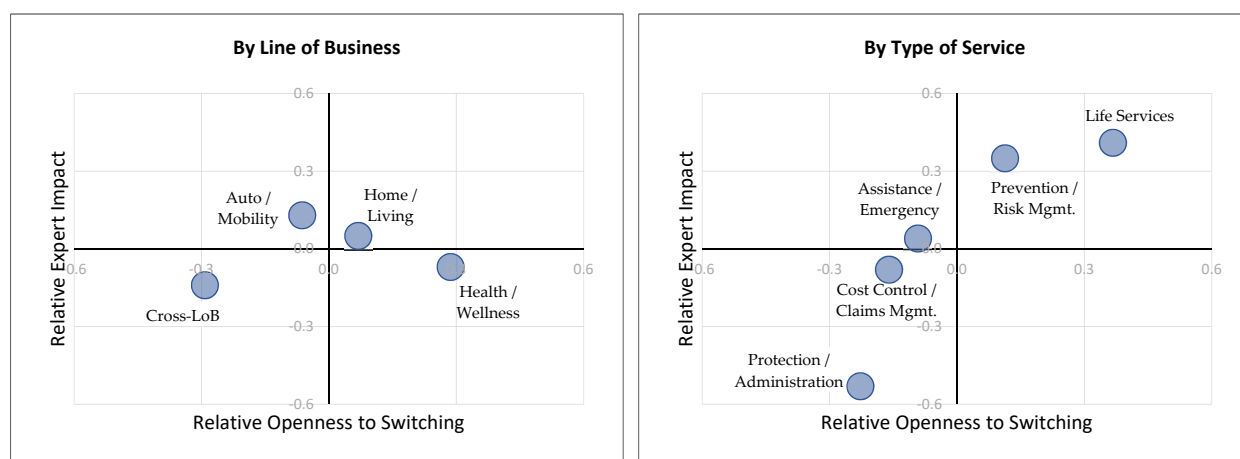 By Line of Business
0.6
0.3
0.0
-0.3
-0.6
0.6
-0.3
0.0
0.6
Auto /
Mobility
Home /
Living
Health /
Wellness
Cross-LoB
Relative Expert Impact
Relative Openness to Switching
By Type of Service
0.6
0.3
0.0
-0.3
-0.6
0.6
-0.3
0.0
0.3
0.6
Life Services
Prevention /
Risk Mgmt.
Assistance /
Emergency
Cost Control /
Claims Mgmt.
Protection /
Administration
Relative Expert Impact
Relative Openness to Switching